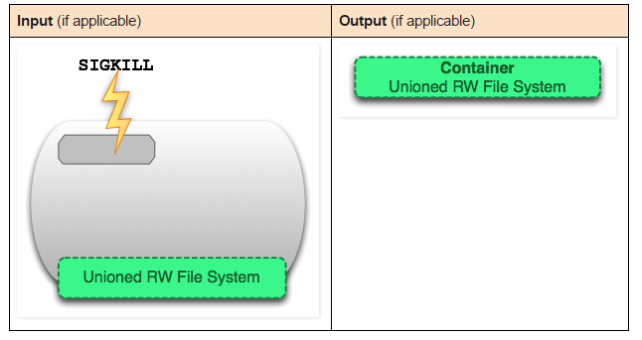 Input (if applicable)
Output (if applicable)
SIGKILL
Unioned RW File System
Container
Unioned RW File System